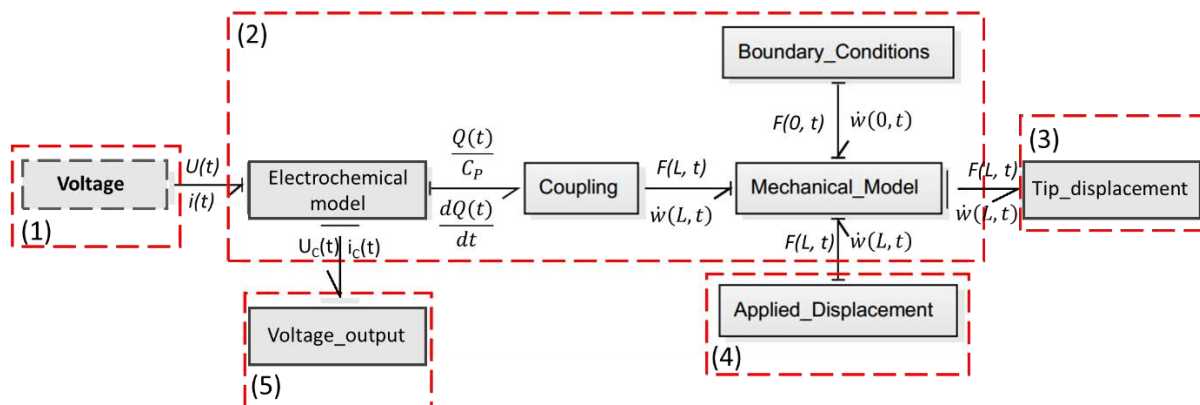 (2)
Boundary_Conditions
F(0, t) ẇ(0, t)
(3)
U(t)
Voltage
i(t)
(1)
Electrochemical
model
Q(t)
C_P
dQ(t)
dt
Coupling
F(L, t)
ẇ(L, t)
Mechanical_Model
F(L, t)
ẇ(L, t)
Tip_displacement
U_C(t) i_C(t)
F(L, t) ẇ(L, t)
Voltage_output
(5)
Applied_Displacement
(4)